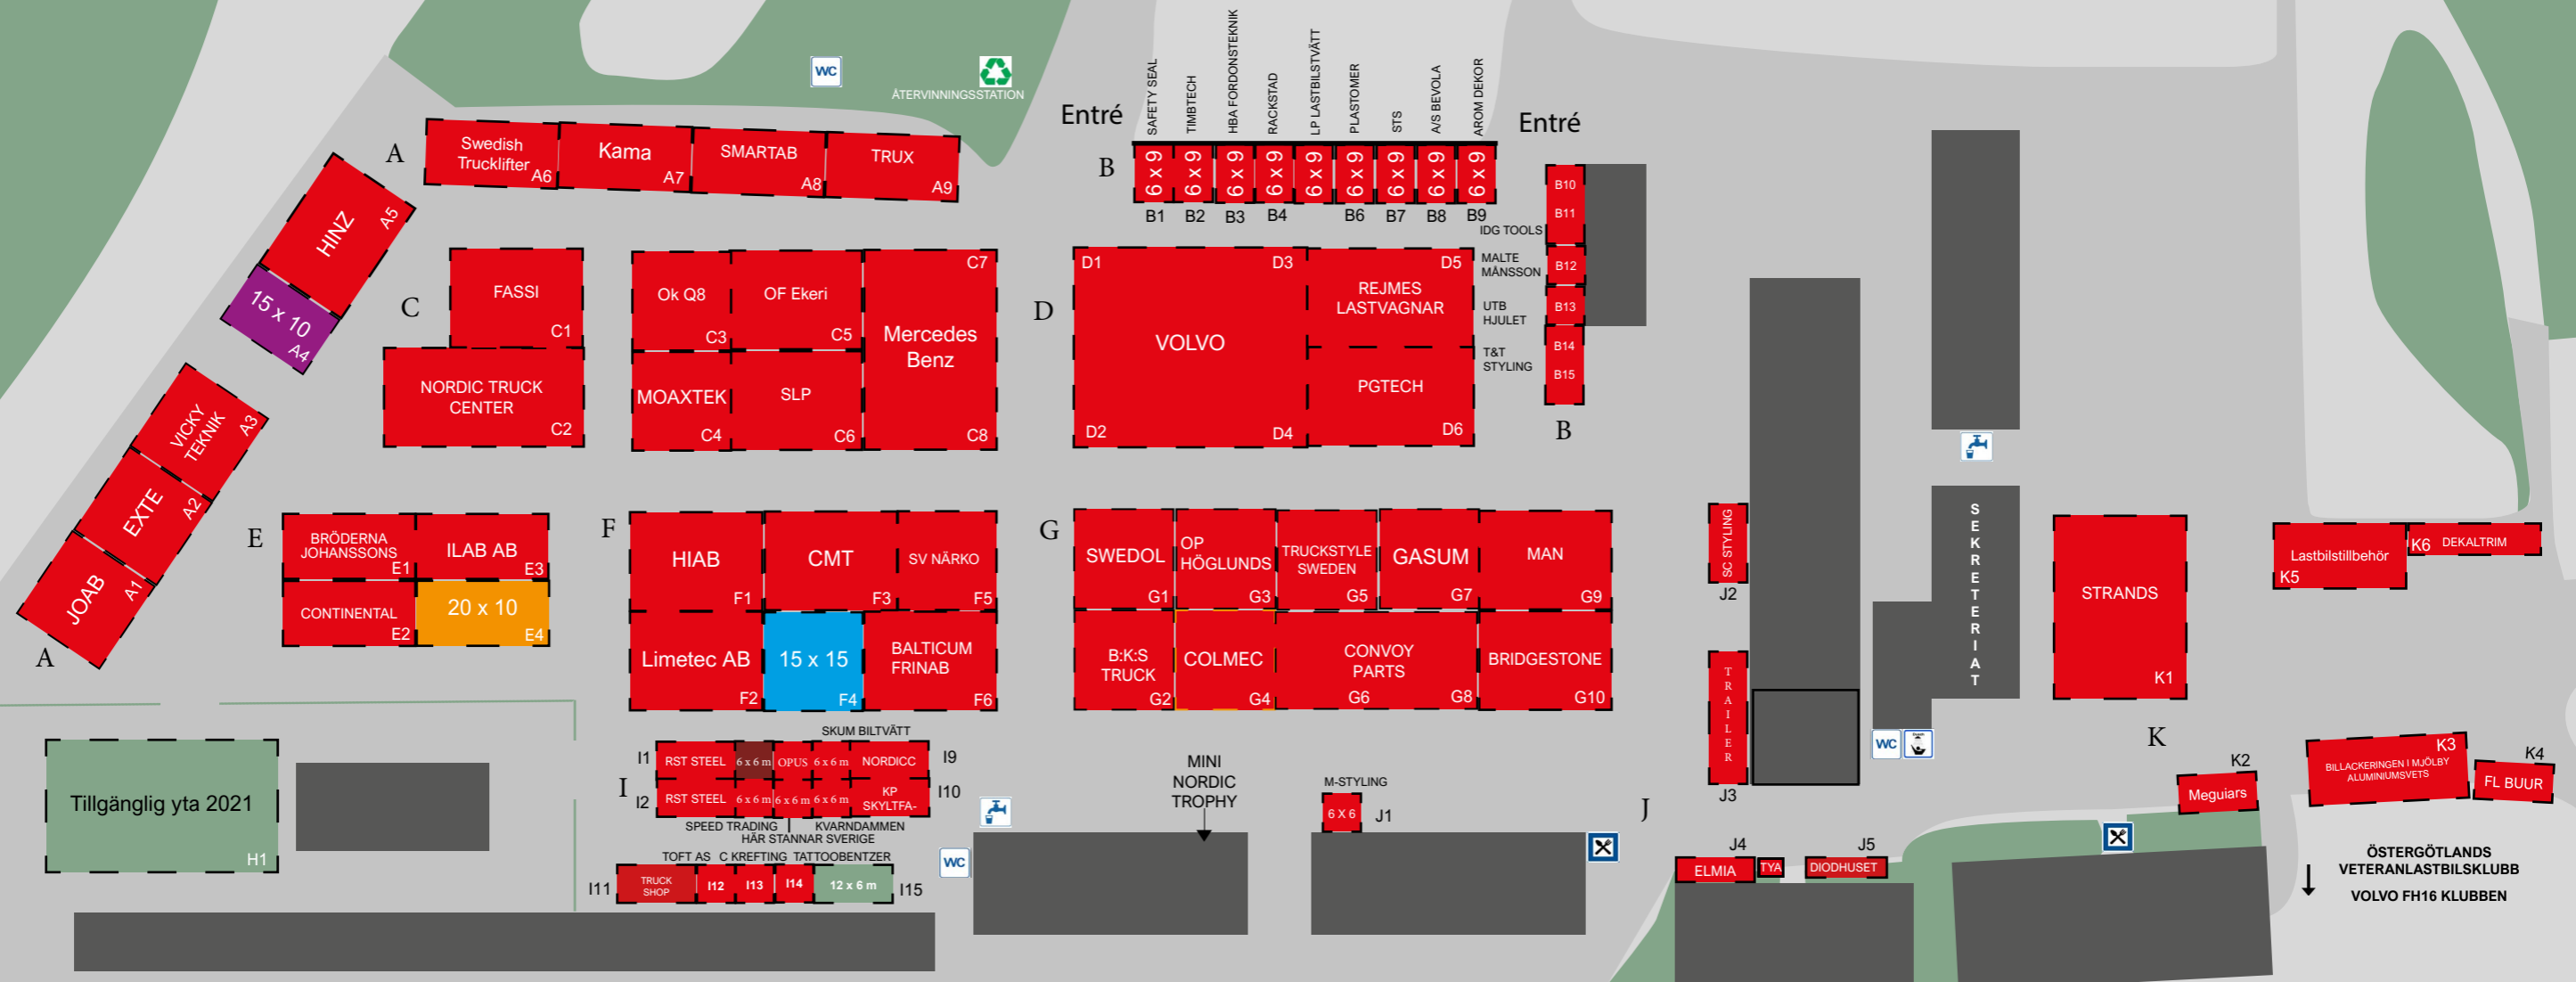 WC
ÅTERVINNINGSSTATION
Entré
SAFETY SEAL
TIMBTECH
HBA FORDONSTEKNIK
RACKSTAD
LP LASTBILSTVÄTT
PLASTOMER
STS
A/S BEVOLA
AROM DEKOR
Entré
A
Swedish
Trucklifter
A6
Kama
A7
SMARTAB
A8
TRUX
A9
B
6 x 6
6 x 6
6 x 6
6 x 6
6 x 6
6 x 6
6 x 6
6 x 6
6 x 6
B1
B2
B3
B4
B6
B7
B8
B9
B10
B11
IDG TOOLS
MALTE
MÅNSSON
B12
UTB
HJULET
B13
T&T
STYLING
B14
B15
B
HINZ
A5
15 x 10
A4
VICKY
TEKNIK
A3
EXTE
A2
JOAB
A1
A
C
FASSI
C1
NORDIC TRUCK
CENTER
C2
Ok Q8
C3
OF Ekeri
C5
C7
Mercedes
Benz
C8
MOAXTEK
C4
SLP
C6
D
D1
D3
VOLVO
D2
D4
D5
REJMES
LASTVAGNAR
PGTECH
D6
E
BRÖDERNA
JOHANSSONS
E1
ILAB AB
E3
CONTINENTAL
E2
20 x 10
E4
F
HIAB
F1
CMT
F3
SV NÄRKO
F5
Limetec AB
F2
15 x 15
F4
BALTICUM
FRINAB
F6
G
SWEDOL
G1
OP
HÖGLUNDS
G3
TRUCKSTYLE
SWEDEN
G5
GASUM
G7
MAN
G9
B:K:S
TRUCK
G2
COLMEC
G4
CONVOY
PARTS
G6
G8
BRIDGESTONE
G10
SC STYLING
J2
TRAILER
J3
SEKRETERIAT
WC
STRANDS
K1
Lastbilstillbehör
K5
K6
DEKALTRIM
K
K2
Meguiars
K3
BILLACKERINGEN I MJÖLBY
ALUMINIUMSVETS
K4
FL BUUR
Tillgänglig yta 2021
H1
SKUM BILTVÄTT
I
I1
RST STEEL
6 x 6 m
OPUS
6 x 6 m
NORDICC
I9
I2
RST STEEL
6 x 6 m
6 x 6 m
6 x 6 m
KP
SKYLTFA-
I10
SPEED TRADING
KVARNDAMMEN
HÄR STANNAR SVERIGE
TOFT AS
C KREFTING
TATTOOBENTZER
I11
TRUCK
SHOP
I12
I13
I14
12 x 6 m
I15
WC
MINI
NORDIC
TROPHY
M-STYLING
6 X 6
J1
J
J4
ELMIA
TYA
J5
DIODHUSET
ÖSTERGÖTLANDS
VETERANLASTBILSKLUBB
VOLVO FH16 KLUBBEN